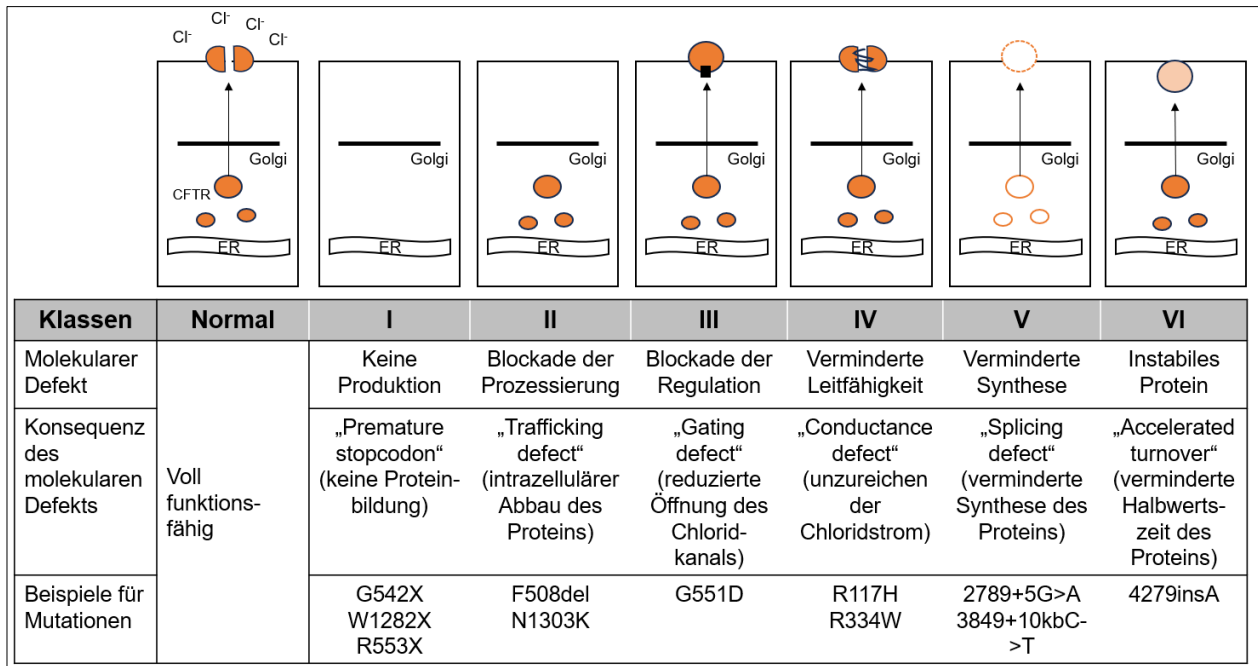 Cl-
Cl-
Cl-
Cl-
Golgi
CFTR
ER
Golgi
ER
Golgi
ER
Golgi
ER
Golgi
ER
Golgi
ER
Golgi
ER
Klassen Normal I II III IV V VI
Molekularer
Defekt
Voll
funktions-
fähig
Keine
Produktion
Blockade der
Prozessierung
Blockade der
Regulation
Verminderte
Leitfähigkeit
Verminderte
Synthese
Instabiles
Protein
Konsequenz
des
molekularen
Defekts
„Premature
stopcodon“
(keine Protein-
bildung)
„Trafficking
defect“
(intrazellulärer
Abbau des
Proteins)
„Gating
defect“
(reduzierte
Öffnung des
Chlorid-
kanals)
„Conductance
defect“
(unzureichen
der
Chloridstrom)
„Splicing
defect“
(verminderte
Synthese des
Proteins)
„Accelerated
turnover“
(verminderte
Halbwerts-
zeit des
Proteins)
Beispiele für
Mutationen
G542X
W1282X
R553X
F508del
N1303K
G551D
R117H
R334W
2789+5G>A
3849+10kbC-
>T
4279insA